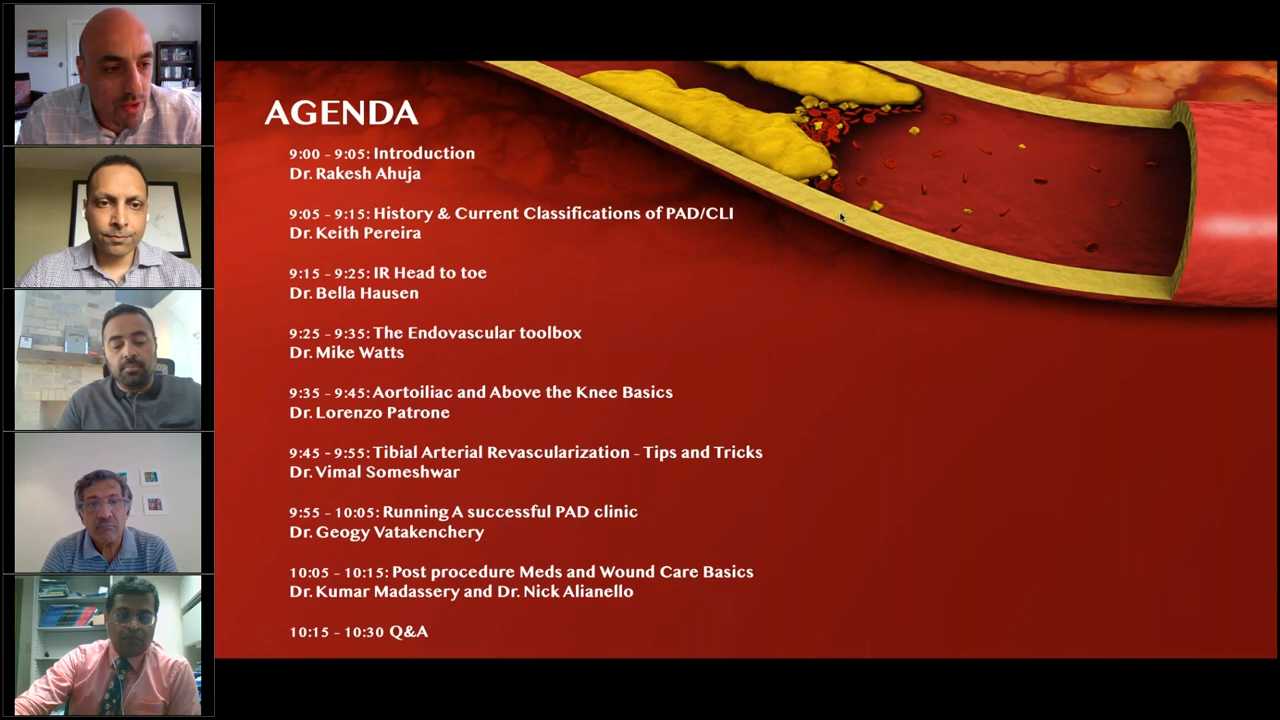 AGENDA
9:00 - 9:05: Introduction
Dr. Rakesh Ahuja
9:05 - 9:15: History & Current Classifications of PAD/CLI
Dr. Keith Pereira
9:15 - 9:25: IR Head to toe
Dr. Bella Hausen
9:25 - 9:35: The Endovascular toolbox
Dr. Mike Watts
9:35 - 9:45: Aortoiliac and Above the Knee Basics
Dr. Lorenzo Patrone
9:45 - 9:55: Tibial Arterial Revascularization - Tips and Tricks
Dr. Vimal Someshwar
9:55 - 10:05: Running A successful PAD clinic
Dr. Geogy Vatakenchery
10:05 - 10:15: Post procedure Meds and Wound Care Basics
Dr. Kumar Madassery and Dr. Nick Alianello
10:15 - 10:30 Q&A